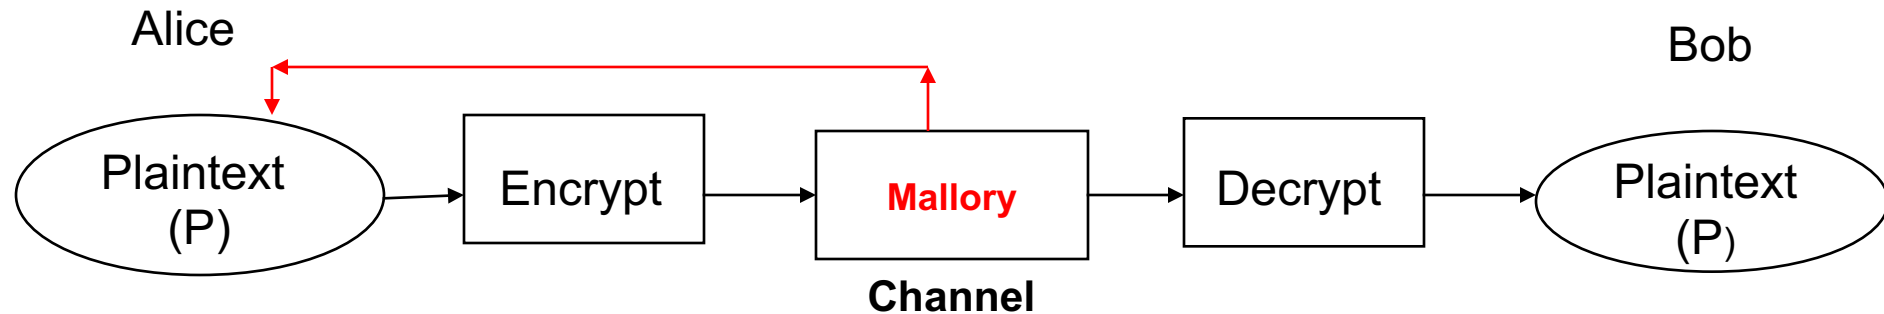 Alice
Bob
Plaintext
(P)
Encrypt
Mallory
Decrypt
Plaintext
(P)
Channel